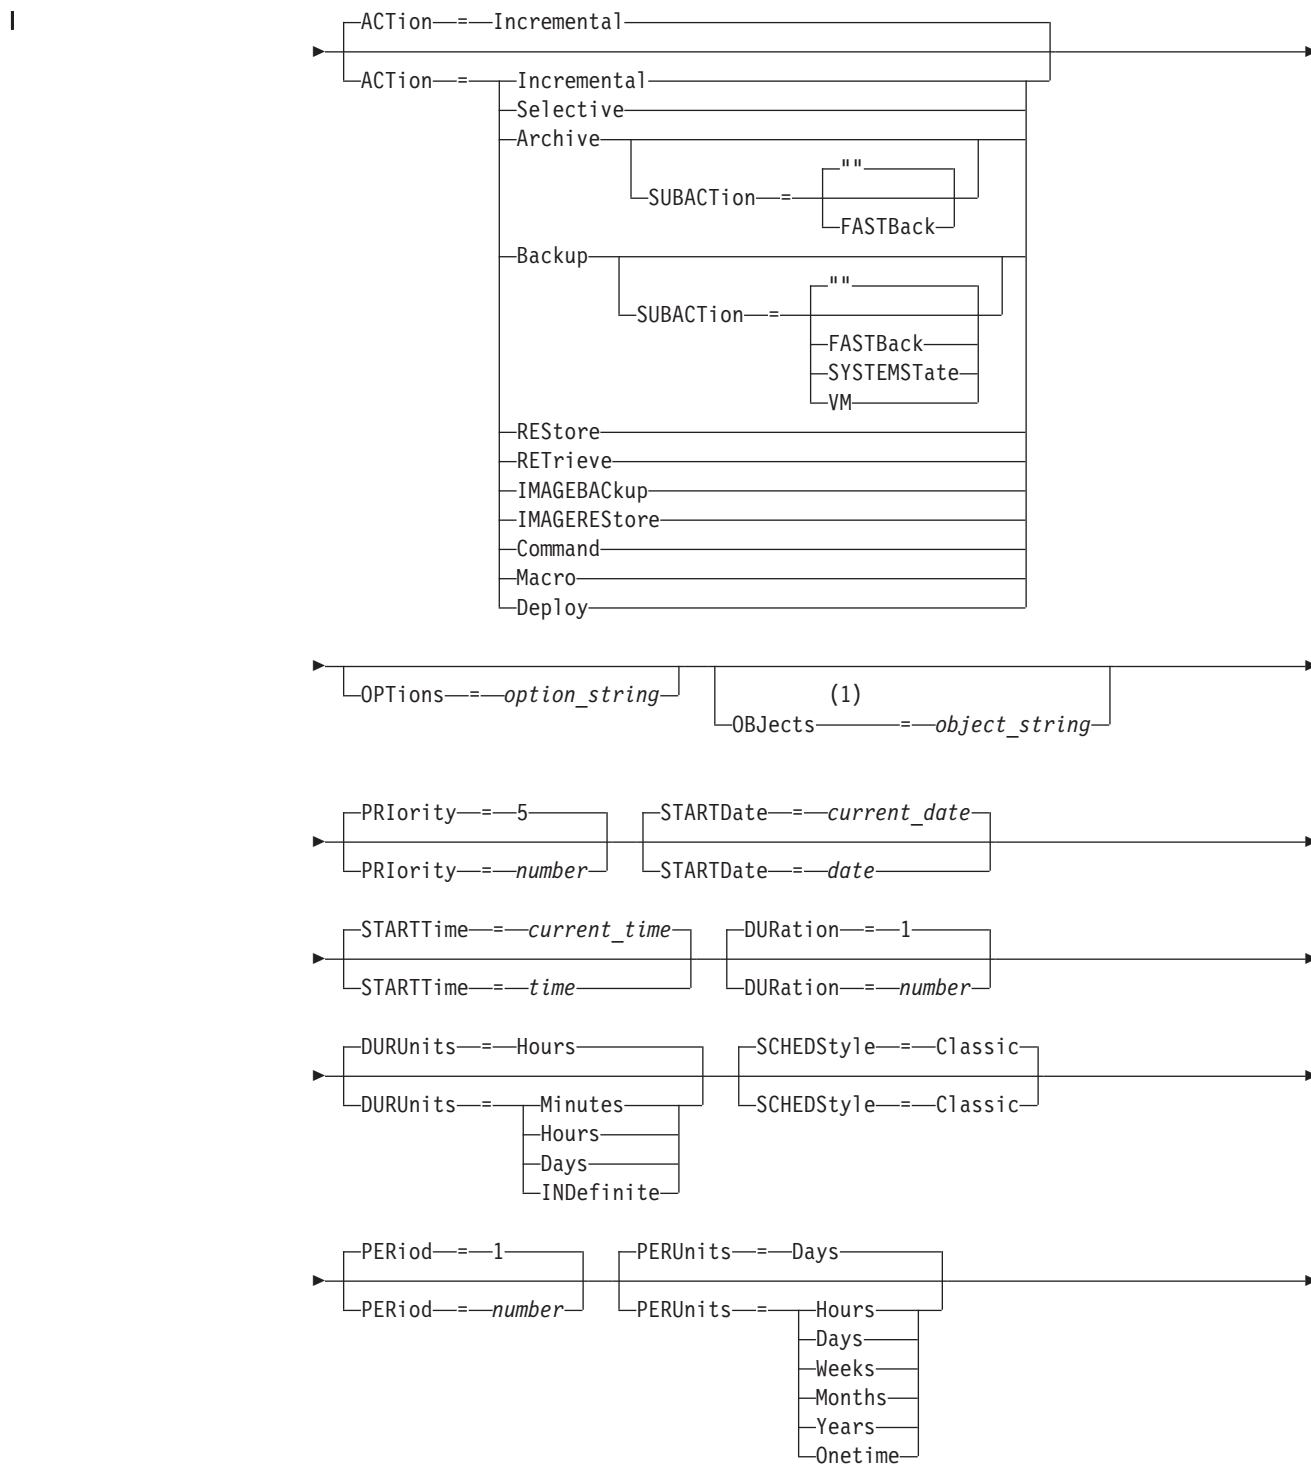 ACTion = Incremental
ACTion = Incremental
Selective
Archive
""
SUBACTion =
FASTBack
Backup
""
SUBACTion =
FASTBack
SYSTEMSTate
VM
REStore
RETrieve
IMAGEBACkup
IMAGEREStore
Command
Macro
Deploy
OPTions = option_string
(1)
OBJects = object_string
PRIority = 5
PRIority = number
STARTDate = current_date
STARTDate = date
STARTTime = current_time
STARTTime = time
DURation = 1
DURation = number
DURUnits = Hours
DURUnits = Minutes
Hours
Days
INDefinite
SCHEDStyle = Classic
SCHEDStyle = Classic
PERiod = 1
PERiod = number
PERUnits = Days
PERUnits = Hours
Days
Weeks
Months
Years
Onetime